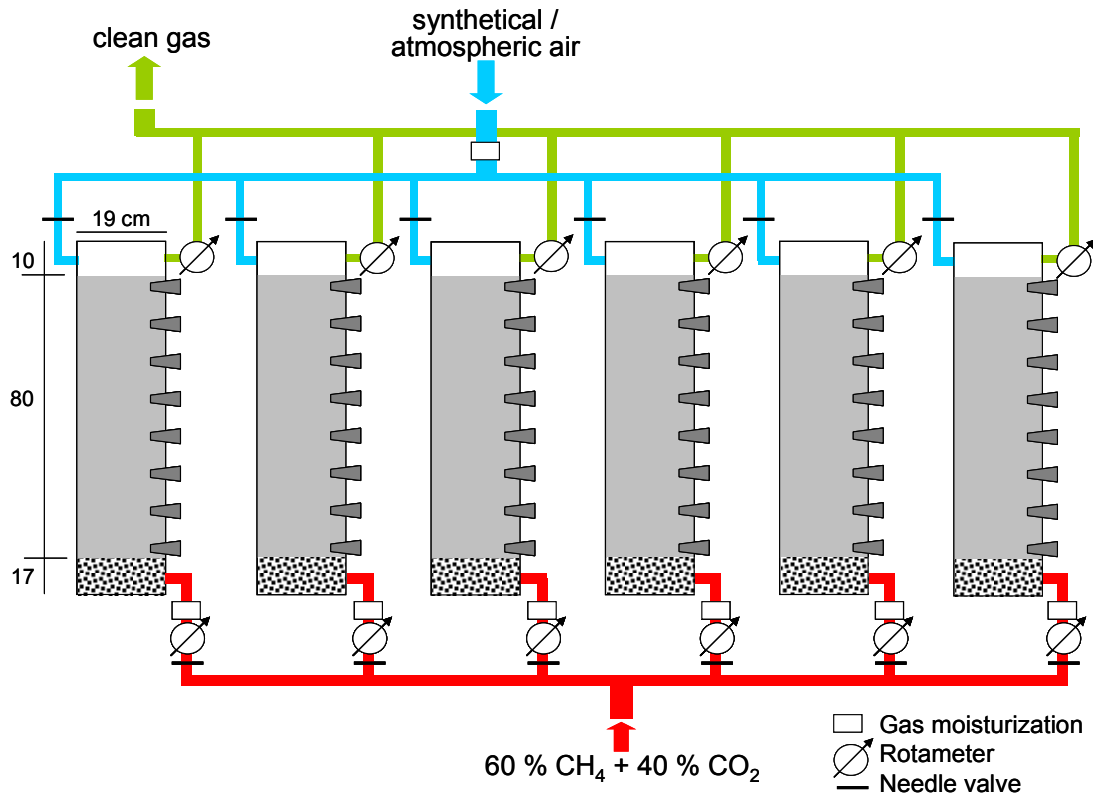 clean gas
synthetical /
atmospheric air
19 cm
10
80
17
60 % CH₄ + 40 % CO₂
Gas moisturization
Rotameter
Needle valve